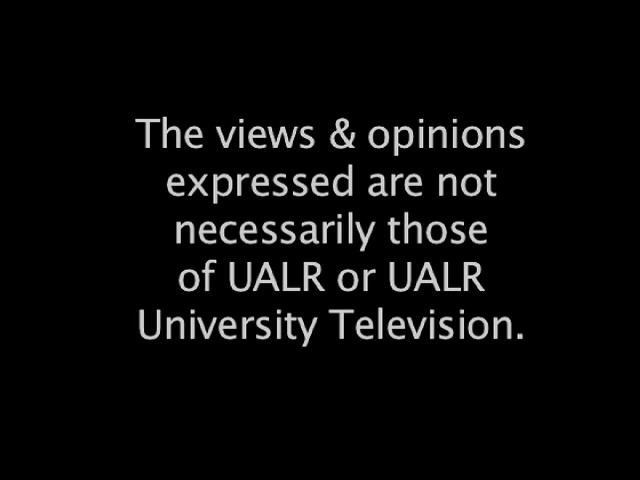 The views & opinions
expressed are not
necessarily those
of UALR or UALR
University Television.